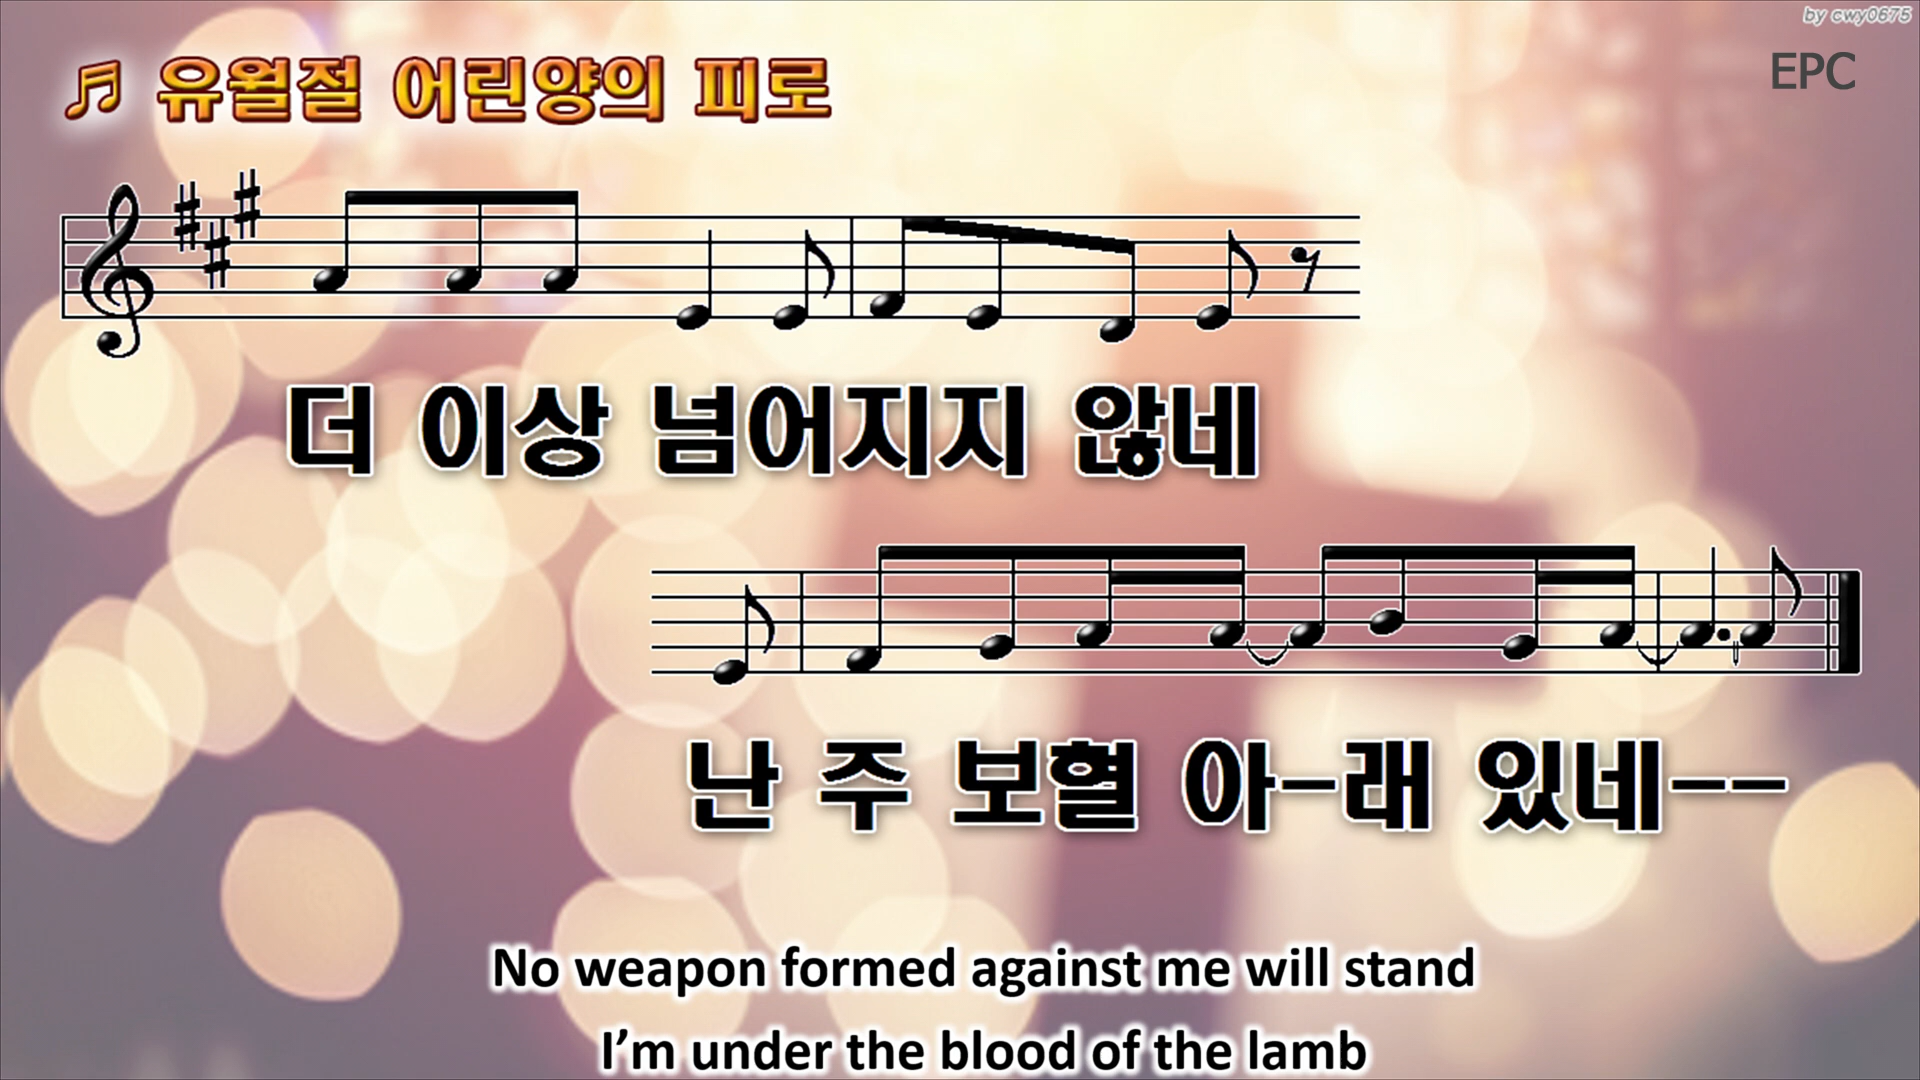 by cwy0675
EPC
유월절 어린양의 피로
더 이상 넘어지지 않네
난 주 보혈 아-래 있네--
No weapon formed against me will stand
I’m under the blood of the lamb